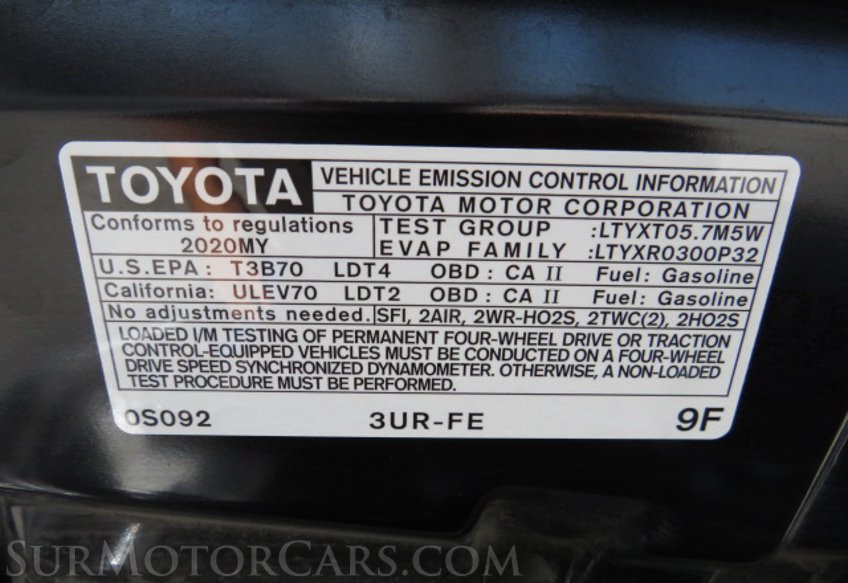 TOYOTA
VEHICLE EMISSION CONTROL INFORMATION
TOYOTA MOTOR CORPORATION
Conforms to regulations
2020MY
TEST GROUP :LTYXT05.7M5W
EVAP FAMILY :LTYXR0300P32
U.S.EPA: T3B70 LDT4 OBD: CA II Fuel: Gasoline
California: ULEV70 LDT2 OBD: CA II Fuel: Gasoline
No adjustments needed. SFI, 2AIR, 2WR-HO2S, 2TWC(2), 2HO2S
LOADED I/M TESTING OF PERMANENT FOUR-WHEEL DRIVE OR TRACTION
CONTROL-EQUIPPED VEHICLES MUST BE CONDUCTED ON A FOUR-WHEEL
DRIVE SPEED SYNCHRONIZED DYNAMOMETER. OTHERWISE, A NON-LOADED
TEST PROCEDURE MUST BE PERFORMED.
0S092 3UR-FE 9F
SURMOTORCARS.COM